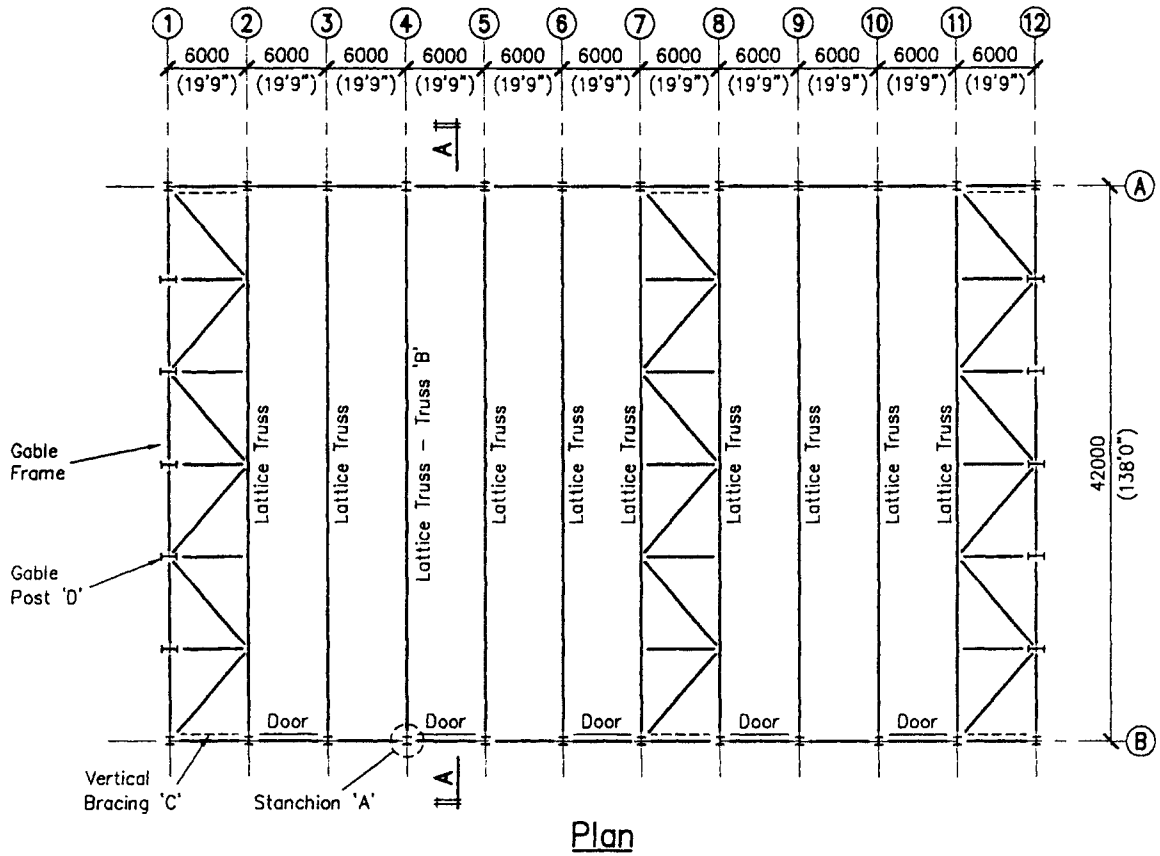 1 2 3 4 5 6 7 8 9 10 11 12
6000 6000 6000 6000 6000 6000 6000 6000 6000 6000 6000
(19'9") (19'9") (19'9") (19'9") (19'9") (19'9") (19'9") (19'9") (19'9") (19'9") (19'9")
A
A
Lattice Truss
Lattice Truss
Lattice Truss - Truss 'B'
Lattice Truss
Lattice Truss
Lattice Truss
Lattice Truss
Lattice Truss
Lattice Truss
Lattice Truss
42000
(138'0")
Gable
Frame
Gable
Post 'D'
Door Door Door Door Door
B
Vertical
Bracing 'C'
Stanchion 'A'
A
Plan